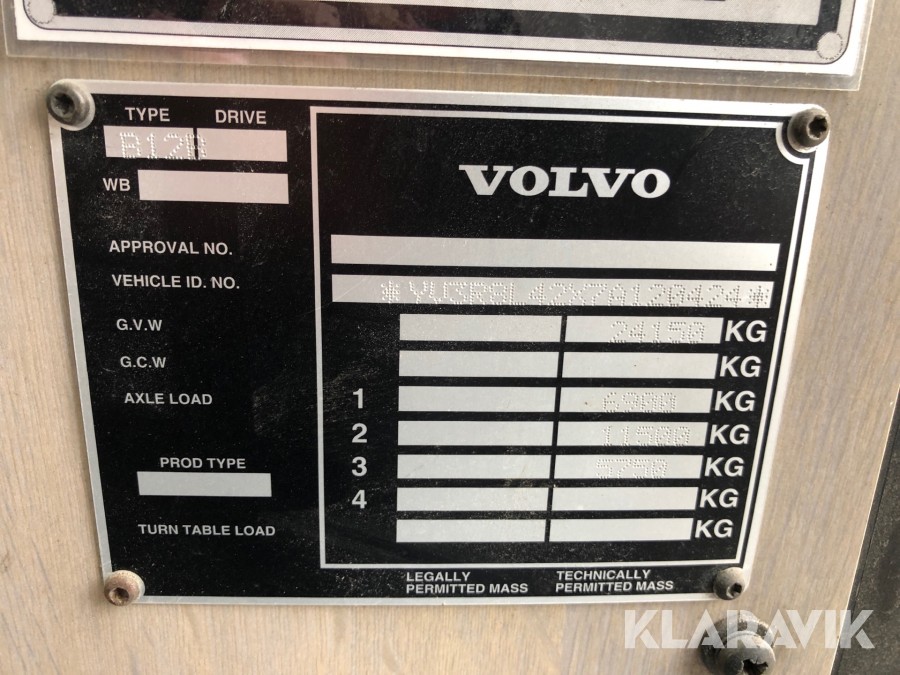 TYPE DRIVE
B12B
WB
VOLVO
APPROVAL NO.
VEHICLE ID. NO. *YV3R8L42X7A120424*
G.V.W 24150 KG
G.C.W KG
AXLE LOAD 1 6900 KG
2 11500 KG
PROD TYPE 3 5750 KG
4 KG
TURN TABLE LOAD KG
LEGALLY PERMITTED MASS TECHNICALLY PERMITTED MASS
KLARAVIK